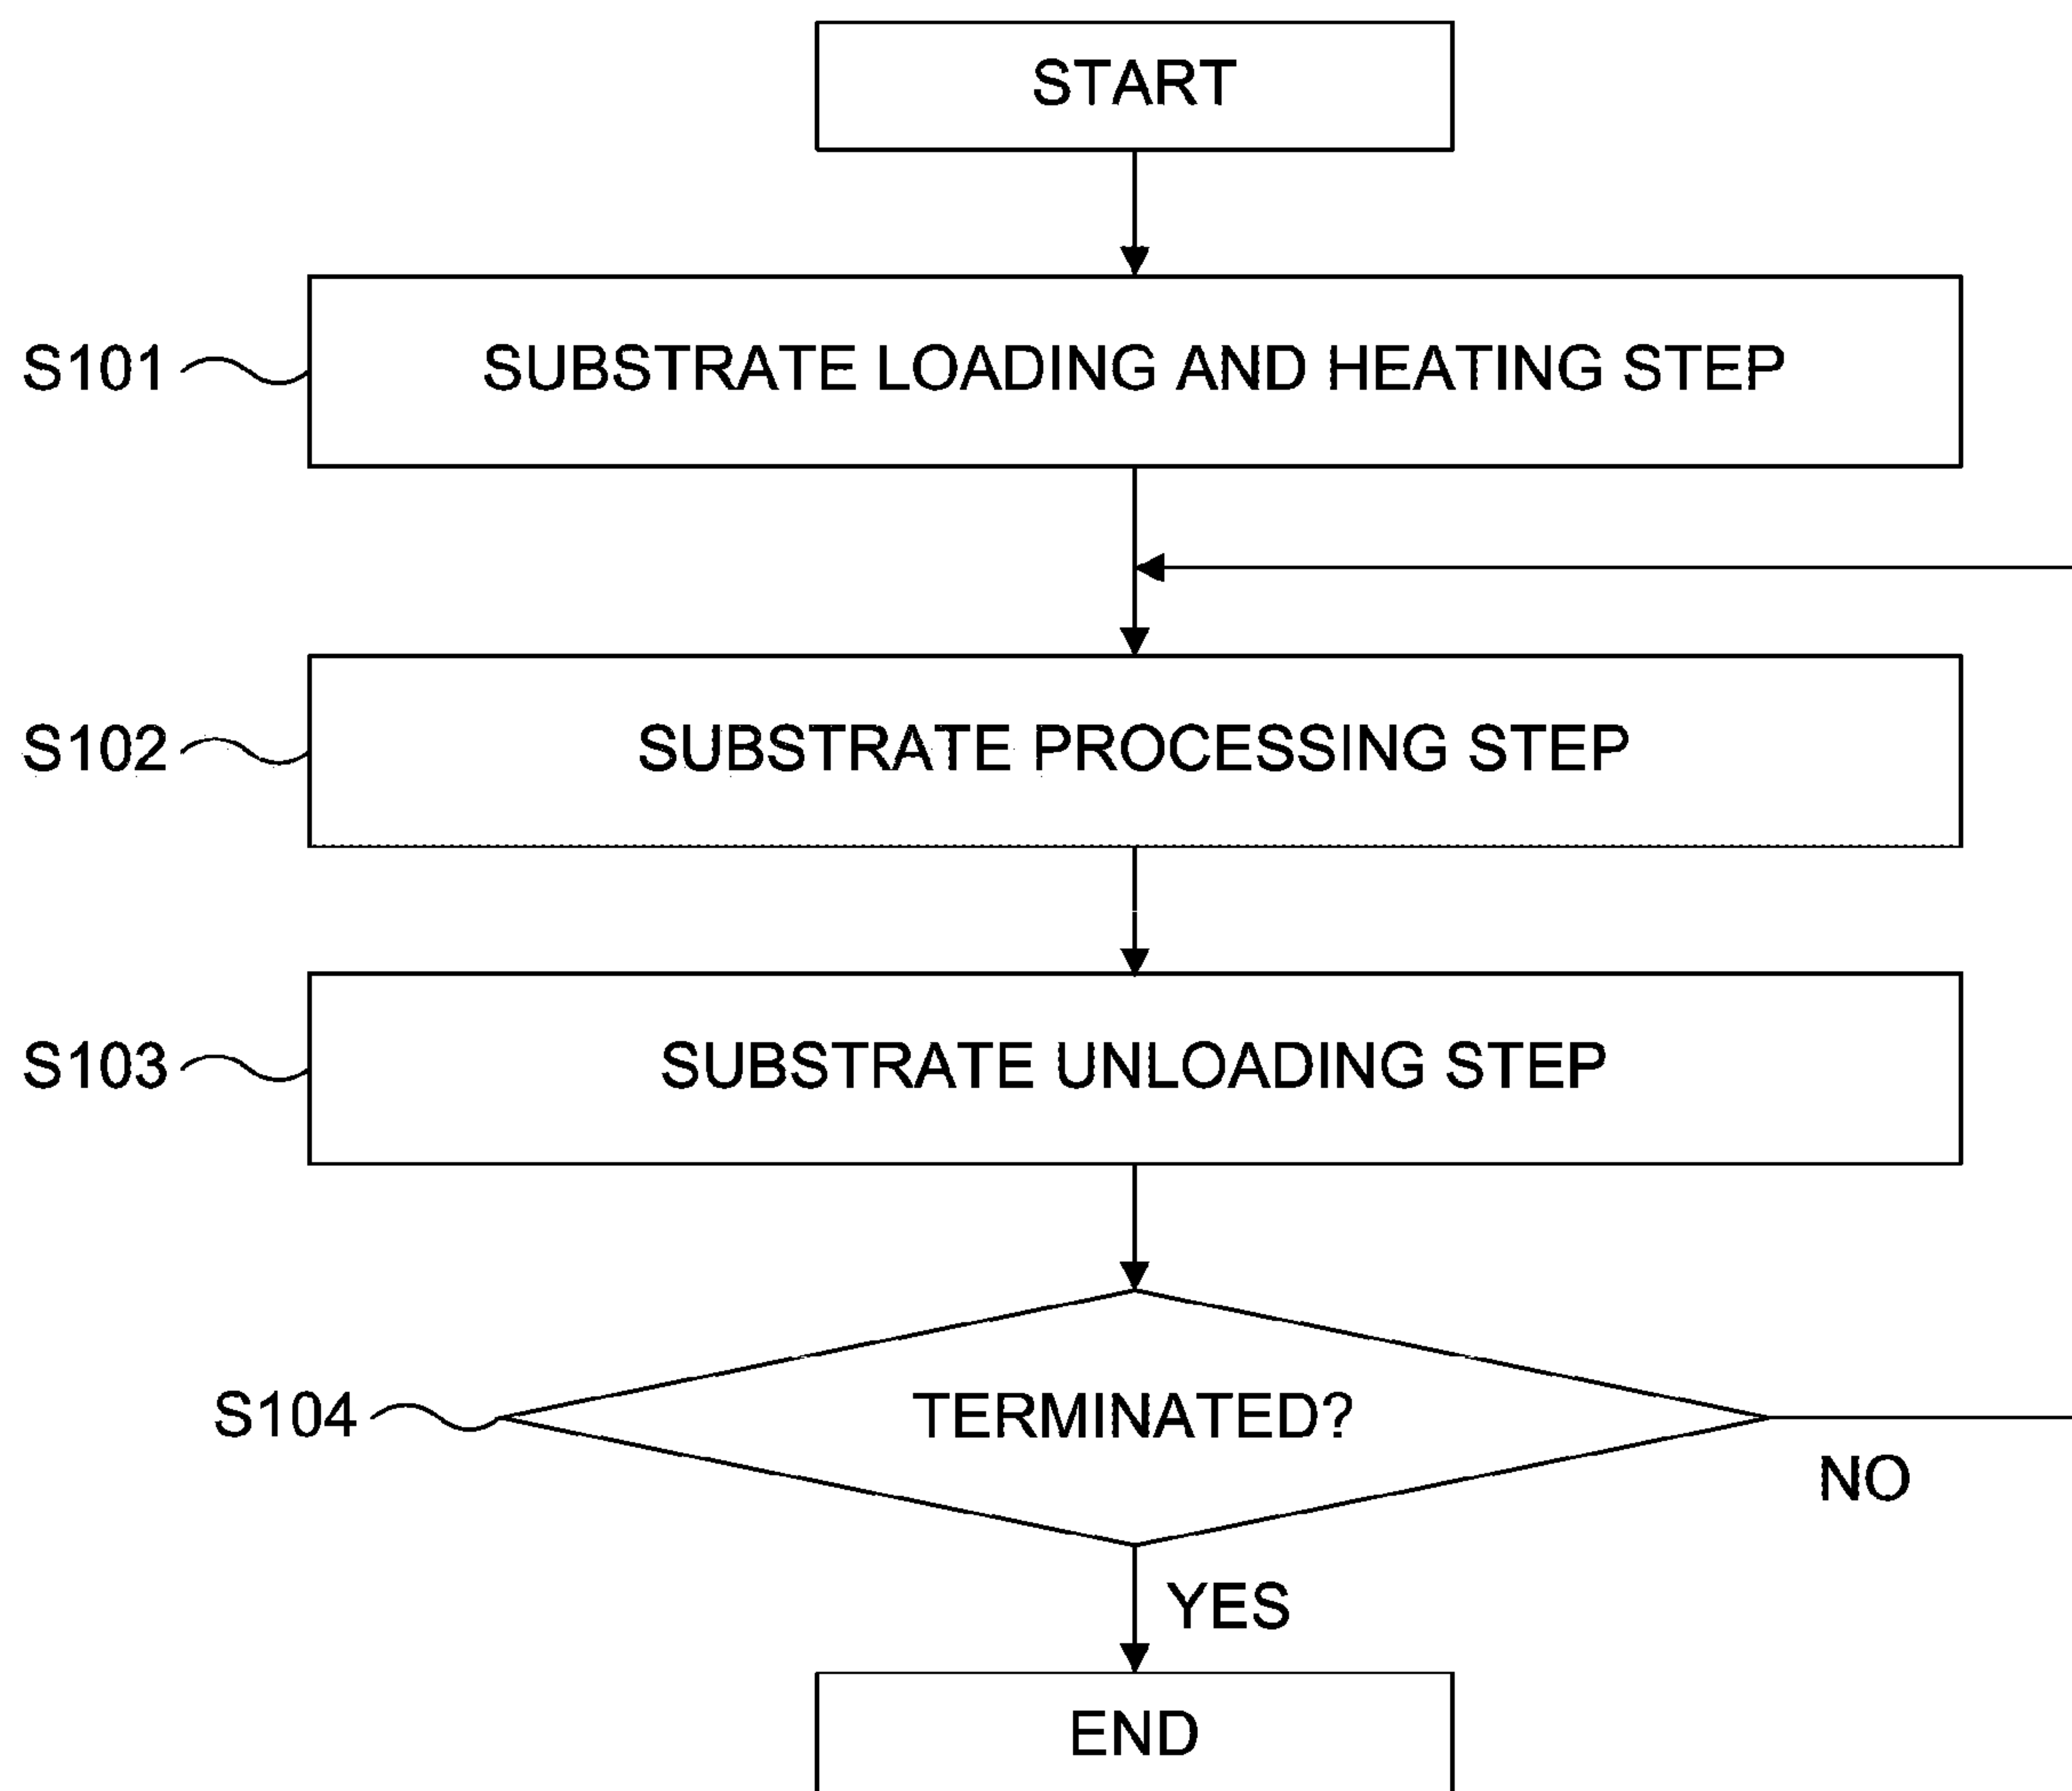 START
S101
SUBSTRATE LOADING AND HEATING STEP
S102
SUBSTRATE PROCESSING STEP
S103
SUBSTRATE UNLOADING STEP
S104
TERMINATED?
NO
YES
END